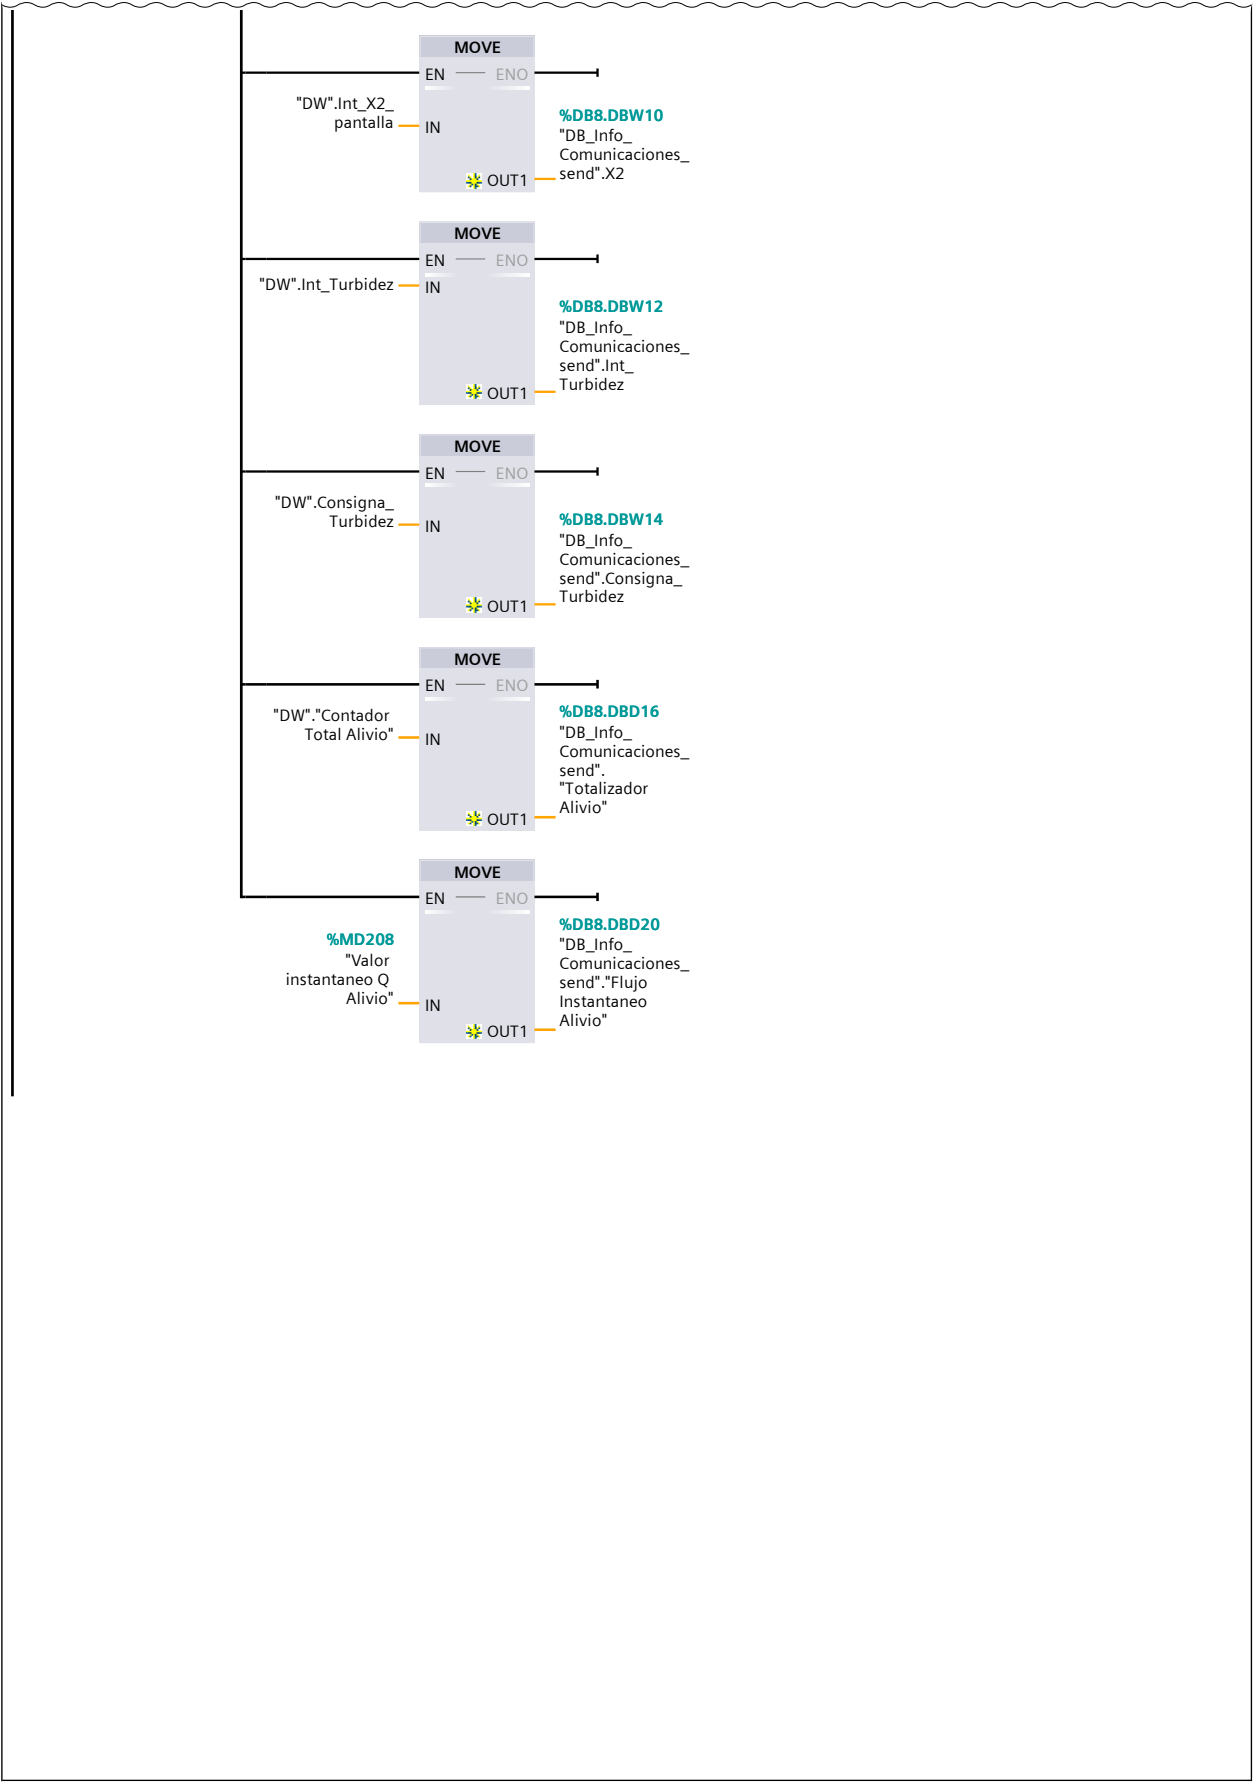 MOVE
EN
ENO
"DW".Int_X2_
pantalla
IN
%DB8.DBW10
"DB_Info_
Comunicaciones_
send".X2
OUT1
MOVE
EN
ENO
"DW".Int_Turbidez
IN
%DB8.DBW12
"DB_Info_
Comunicaciones_
send".Int_
Turbidez
OUT1
MOVE
EN
ENO
"DW".Consigna_
Turbidez
IN
%DB8.DBW14
"DB_Info_
Comunicaciones_
send".Consigna_
Turbidez
OUT1
MOVE
EN
ENO
"DW"."Contador
Total Alivio"
IN
%DB8.DBD16
"DB_Info_
Comunicaciones_
send".
"Totalizador
Alivio"
OUT1
MOVE
EN
ENO
%MD208
"Valor
instantaneo Q
Alivio"
IN
%DB8.DBD20
"DB_Info_
Comunicaciones_
send"."Flujo
Instantaneo
Alivio"
OUT1